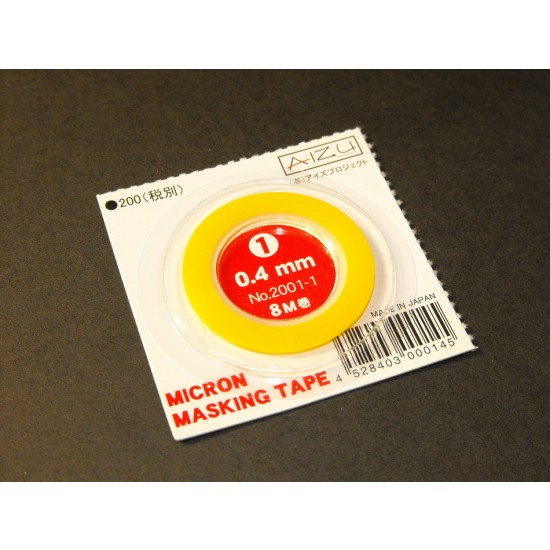 AIZU
㈱アイズプロジェクト
●200(税別)
1
0.4 mm
No.2001-1
8M巻
MADE IN JAPAN
4 528403 000145
MICRON
MASKING TAPE